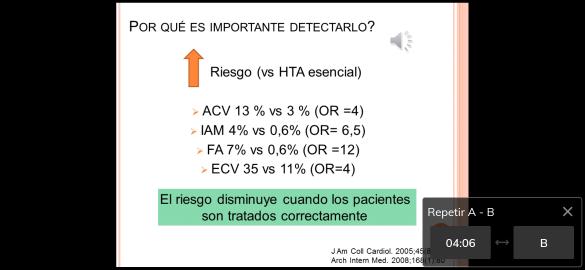 POR QUÉ ES IMPORTANTE DETECTARLO?
Riesgo (vs HTA esencial)
ACV 13 % vs 3 % (OR =4)
IAM 4% vs 0,6% (OR= 6,5)
FA 7% vs 0,6% (OR =12)
ECV 35 vs 11% (OR=4)
El riesgo disminuye cuando los pacientes
son tratados correctamente
Repetir A - B
04:06
B
J Am Coll Cardiol. 2005;45(8
Arch Intern Med. 2008;168(1):80